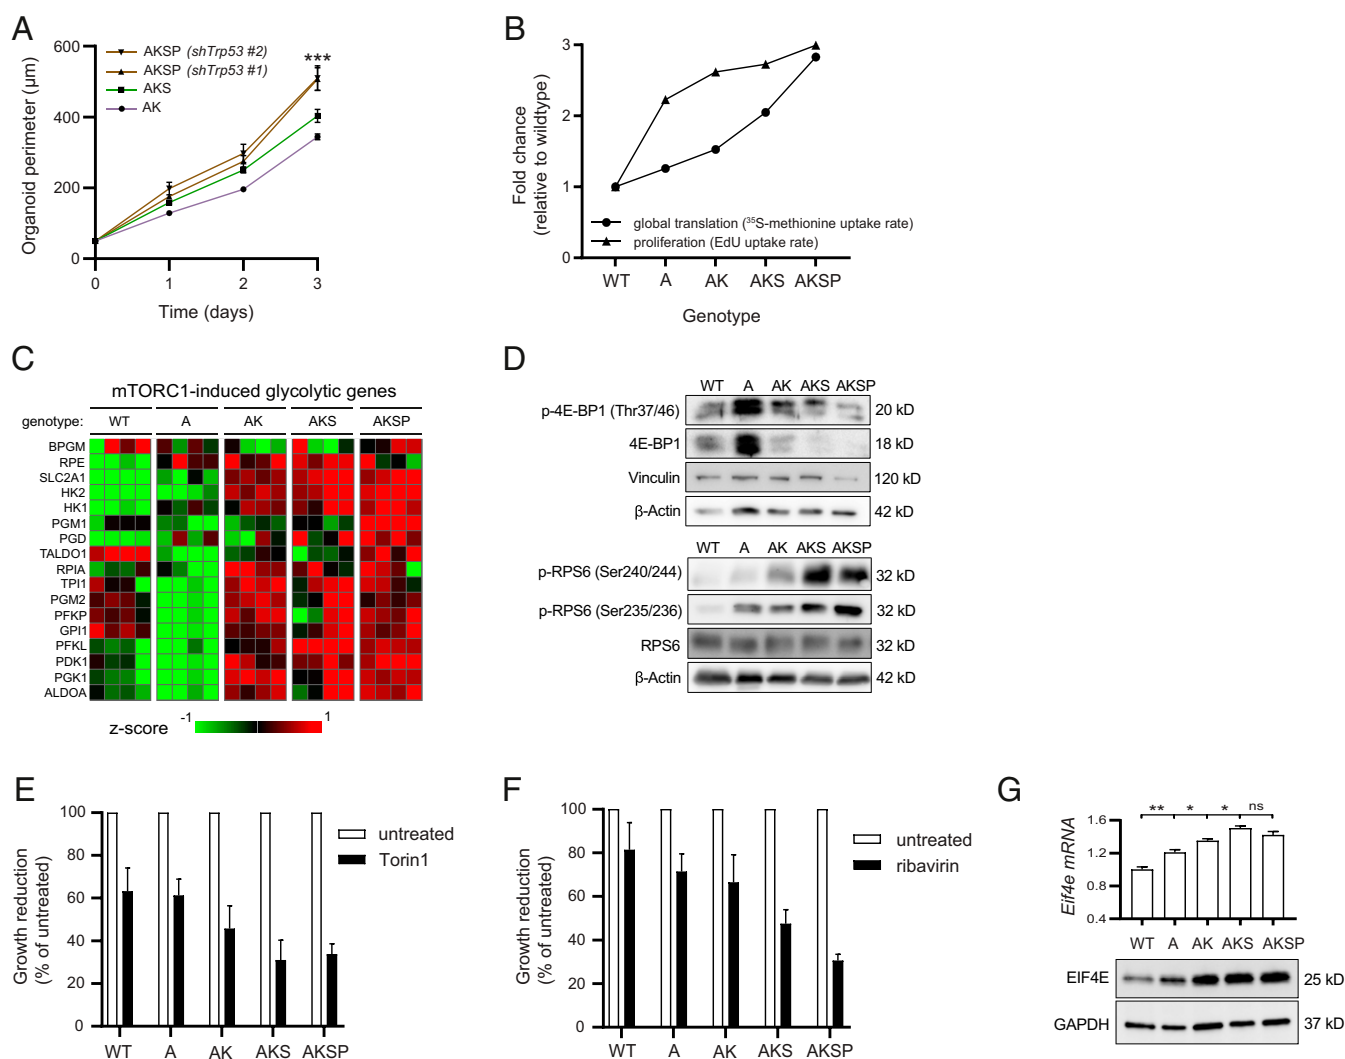 A
600
400
200
0
Organoid perimeter (µm)
AKSP (shTrp53 #2)
AKSP (shTrp53 #1)
AKS
AK
***
0 1 2 3
Time (days)
B
3
2
1
0
Fold chance
(relative to wildtype)
global translation (³⁵S-methionine uptake rate)
proliferation (EdU uptake rate)
WT A AK AKS AKSP
Genotype
C
mTORC1-induced glycolytic genes
genotype: WT A AK AKS AKSP
BPGM
RPE
SLC2A1
HK2
HK1
PGM1
PGD
TALDO1
RPIA
TPI1
PGM2
PFKP
GPI1
PFKL
PDK1
PGK1
ALDOA
z-score -1 1
D
WT A AK AKS AKSP
p-4E-BP1 (Thr37/46) 20 kD
4E-BP1 18 kD
Vinculin 120 kD
β-Actin 42 kD
WT A AK AKS AKSP
p-RPS6 (Ser240/244) 32 kD
p-RPS6 (Ser235/236) 32 kD
RPS6 32 kD
β-Actin 42 kD
E
100
80
60
40
20
0
Growth reduction
(% of untreated)
untreated
Torin1
WT A AK AKS AKSP
F
100
80
60
40
20
0
Growth reduction
(% of untreated)
untreated
ribavirin
WT A AK AKS AKSP
G
** * * ns
1.6
1.2
0.8
0.4
Eif4e mRNA
WT A AK AKS AKSP
EIF4E 25 kD
GAPDH 37 kD